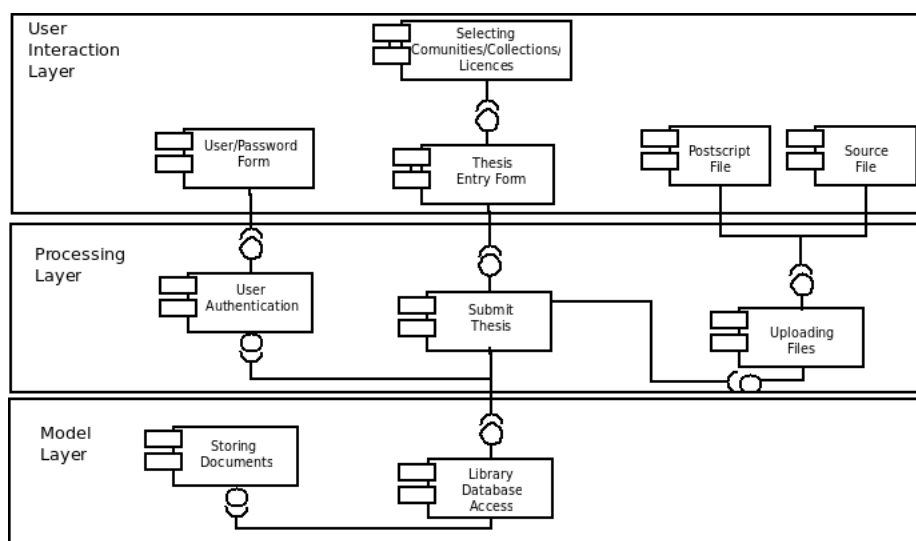 User
Interaction
Layer
Selecting
Comunities/Collections/
Licences
User/Password
Form
Thesis
Entry Form
Postscript
File
Source
File
Processing
Layer
User
Authentication
Submit
Thesis
Uploading
Files
Model
Layer
Storing
Documents
Library
Database
Access